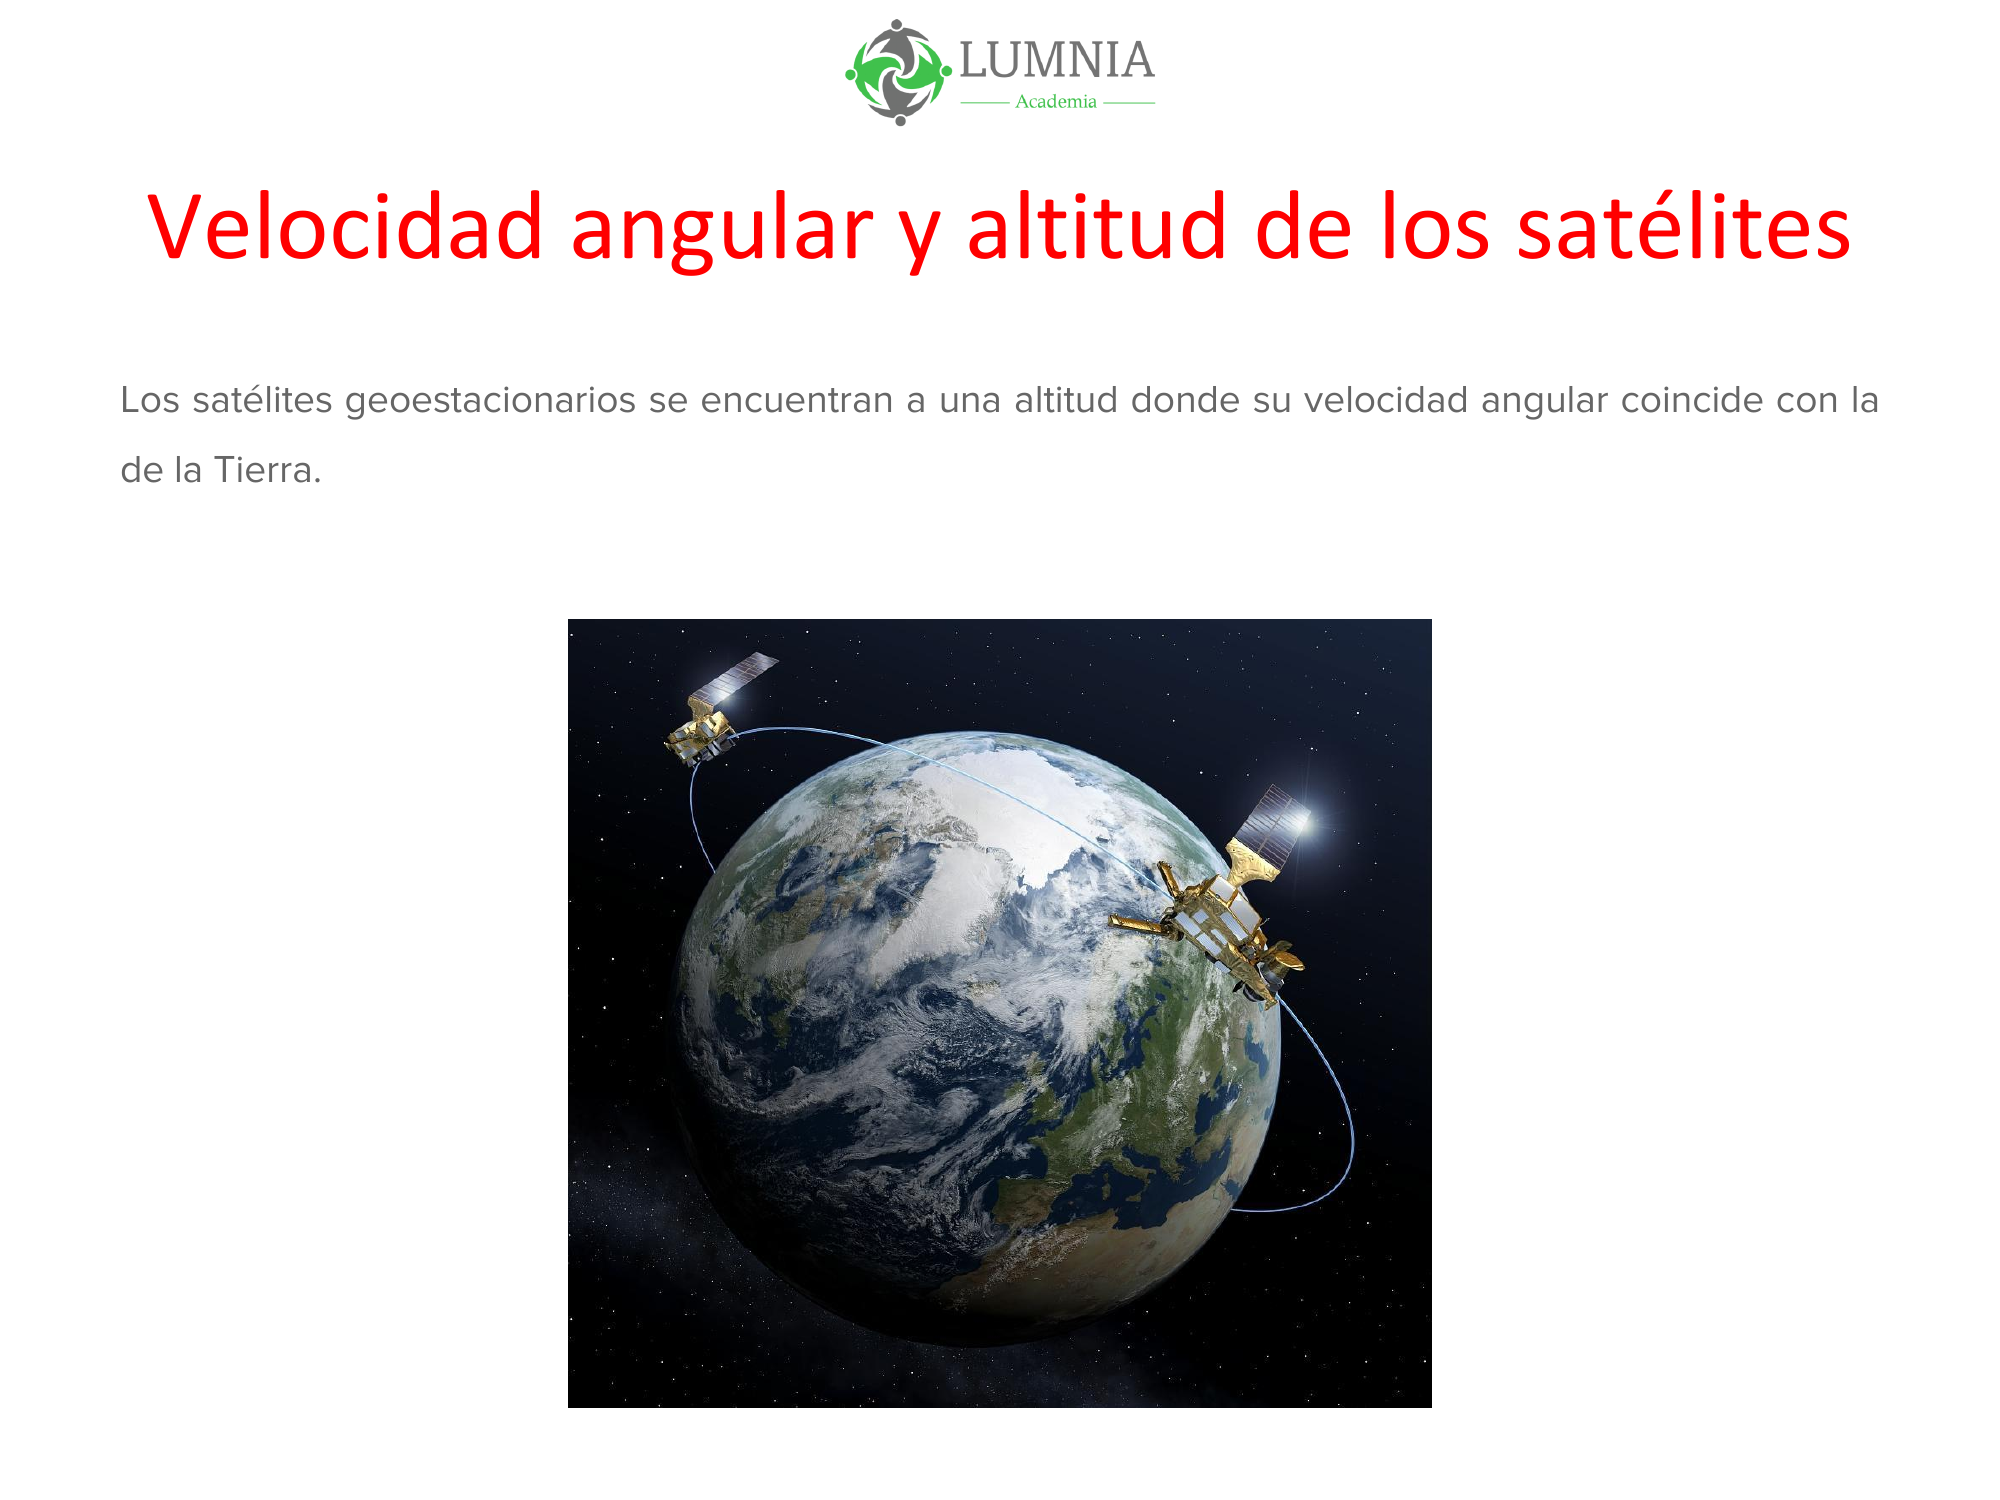 LUMNIA
Academia
Velocidad angular y altitud de los satélites
Los satélites geoestacionarios se encuentran a una altitud donde su velocidad angular coincide con la
de la Tierra.